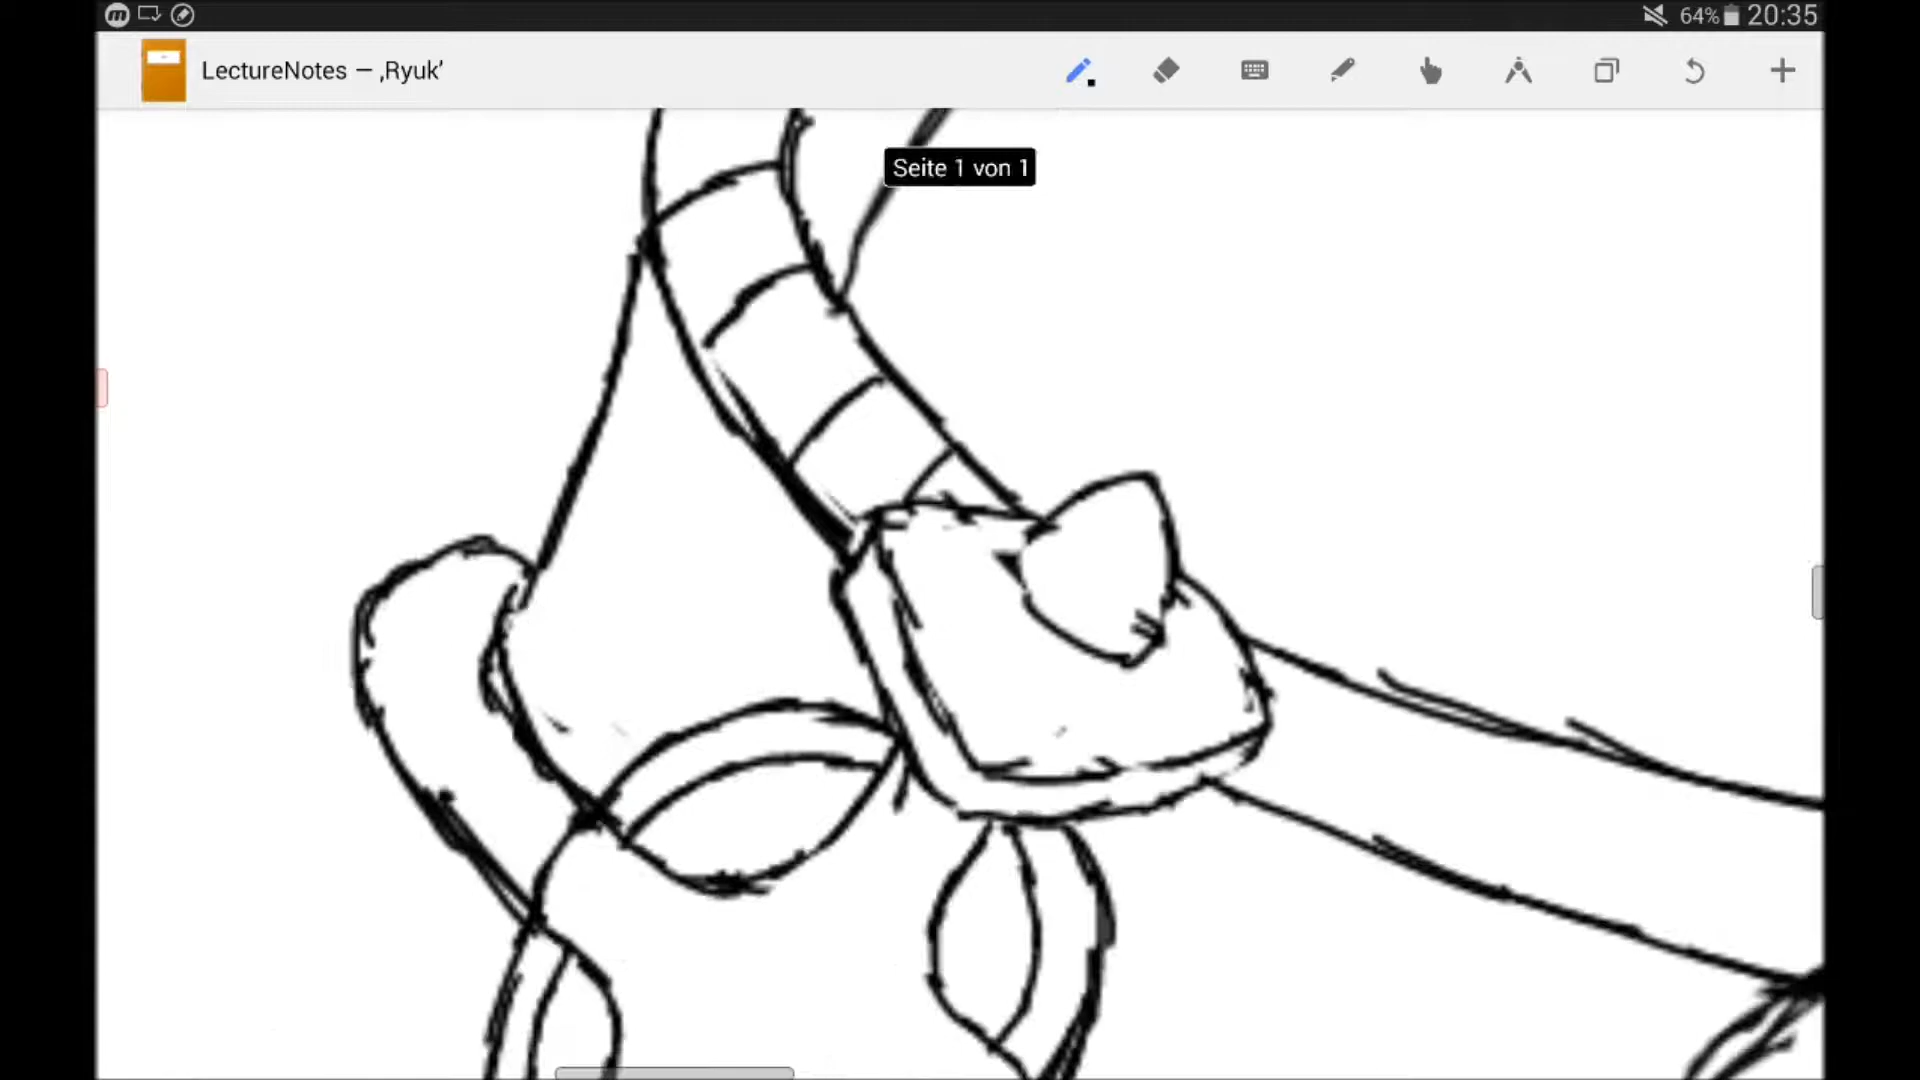 64% 20:35
LectureNotes — ‚Ryuk‘
Seite 1 von 1